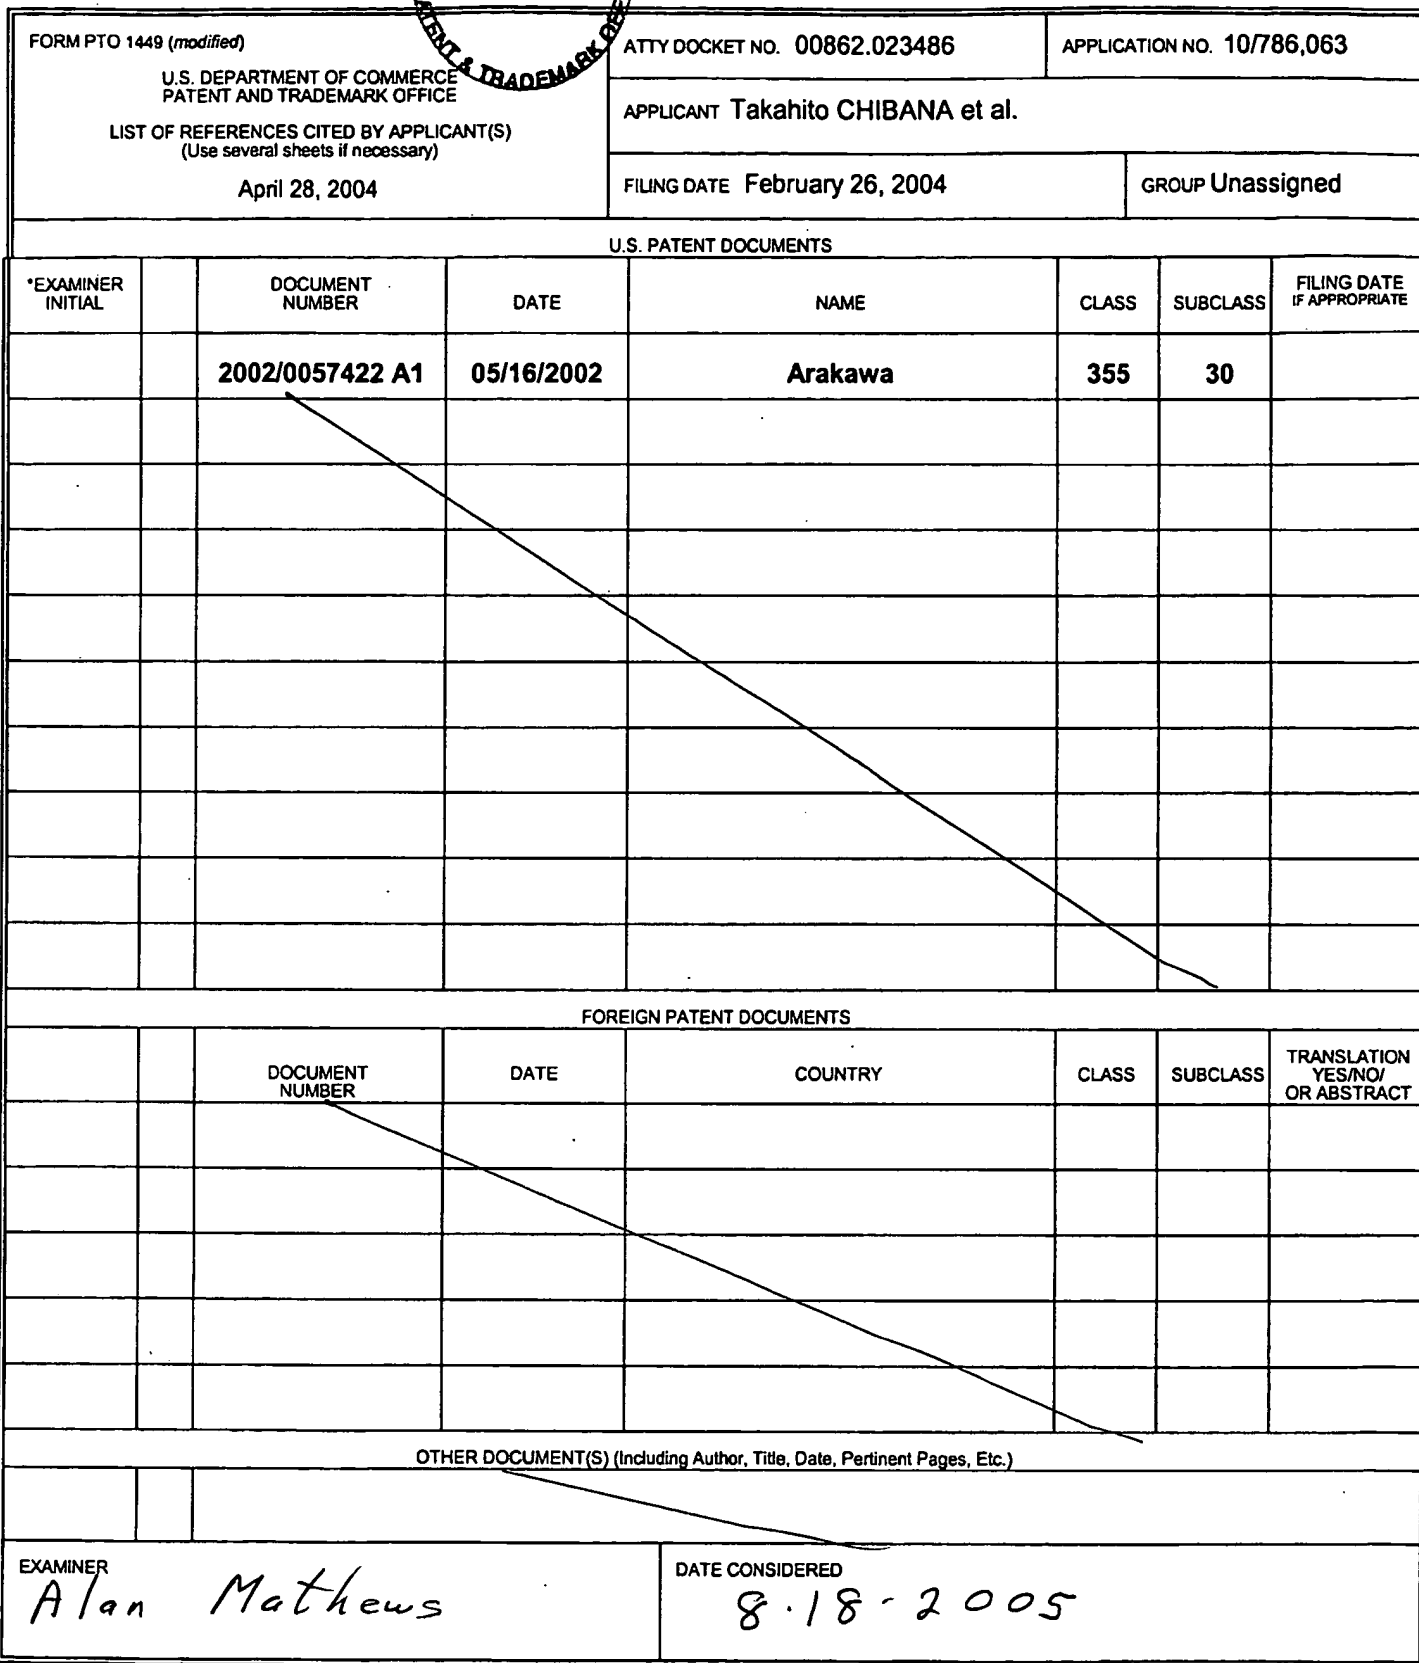 FORM PTO 1449 (modified)
U.S. DEPARTMENT OF COMMERCE
PATENT AND TRADEMARK OFFICE
LIST OF REFERENCES CITED BY APPLICANT(S)
(Use several sheets if necessary)
April 28, 2004
& TRADEMARK
ATTY DOCKET NO. 00862.023486
APPLICATION NO. 10/786,063
APPLICANT Takahito CHIBANA et al.
FILING DATE February 26, 2004
GROUP Unassigned
U.S. PATENT DOCUMENTS
*EXAMINER
INITIAL
DOCUMENT
NUMBER
DATE
NAME
CLASS
SUBCLASS
FILING DATE
IF APPROPRIATE
2002/0057422 A1
05/16/2002
Arakawa
355
30
FOREIGN PATENT DOCUMENTS
DOCUMENT
NUMBER
DATE
COUNTRY
CLASS
SUBCLASS
TRANSLATION
YES/NO/
OR ABSTRACT
OTHER DOCUMENT(S) (Including Author, Title, Date, Pertinent Pages, Etc.)
EXAMINER
Alan Mathews
DATE CONSIDERED
8-18-2005